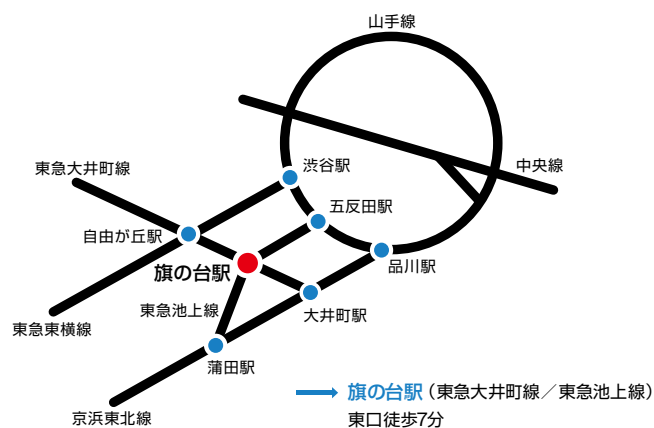 山手線
中央線
渋谷駅
東急大井町線
五反田駅
自由が丘駅
品川駅
旗の台駅
東急池上線
大井町駅
東急東横線
蒲田駅
京浜東北線
旗の台駅（東急大井町線／東急池上線）
東口徒歩7分